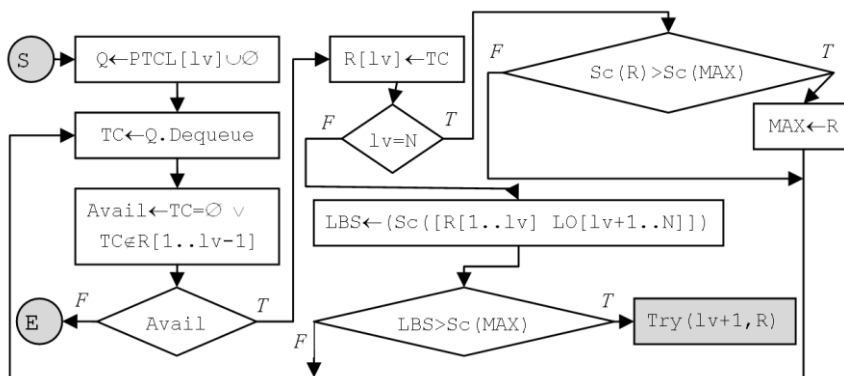 S
Q←PTCL[lv]∪∅
TC←Q.Dequeue
Avail←TC=∅ ∨
TC∉R[1..lv-1]
Avail
F
T
E
R[lv]←TC
lv=N
F
T
Sc(R)>Sc(MAX)
F
T
MAX←R
LBS←(Sc([R[1..lv] LO[lv+1..N]])
LBS>Sc(MAX)
F
T
Try(lv+1,R)